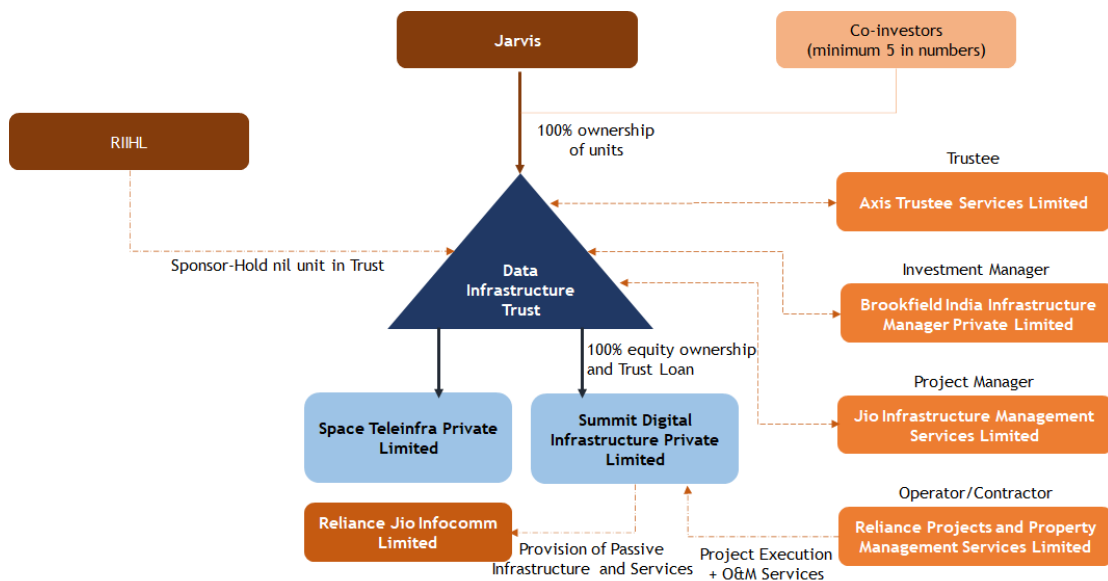 Jarvis
Co-investors
(minimum 5 in numbers)
RIIHL
100% ownership
of units
Trustee
Axis Trustee Services Limited
Sponsor-Hold nil unit in Trust
Data
Infrastructure
Trust
Investment Manager
Brookfield India Infrastructure
Manager Private Limited
100% equity ownership
and Trust Loan
Project Manager
Jio Infrastructure Management
Services Limited
Space Teleinfra Private
Limited
Summit Digital
Infrastructure Private
Limited
Operator/Contractor
Reliance Projects and Property
Management Services Limited
Reliance Jio Infocomm
Limited
Provision of Passive
Infrastructure and Services
Project Execution
+ O&M Services